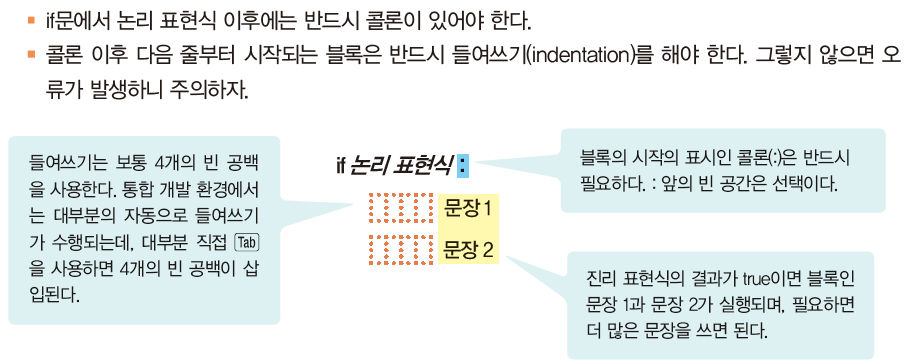 ▪ if문에서 논리 표현식 이후에는 반드시 콜론이 있어야 한다.
▪ 콜론 이후 다음 줄부터 시작되는 블록은 반드시 들여쓰기(indentation)를 해야 한다. 그렇지 않으면 오
류가 발생하니 주의하자.
들여쓰기는 보통 4개의 빈 공백
을 사용한다. 통합 개발 환경에서
는 대부분의 자동으로 들여쓰기
가 수행되는데, 대부분 직접 Tab
을 사용하면 4개의 빈 공백이 삽
입된다.
if 논리 표현식 :
문장 1
문장 2
블록의 시작의 표시인 콜론(:)은 반드시
필요하다. : 앞의 빈 공간은 선택이다.
진리 표현식의 결과가 true이면 블록인
문장 1과 문장 2가 실행되며, 필요하면
더 많은 문장을 쓰면 된다.